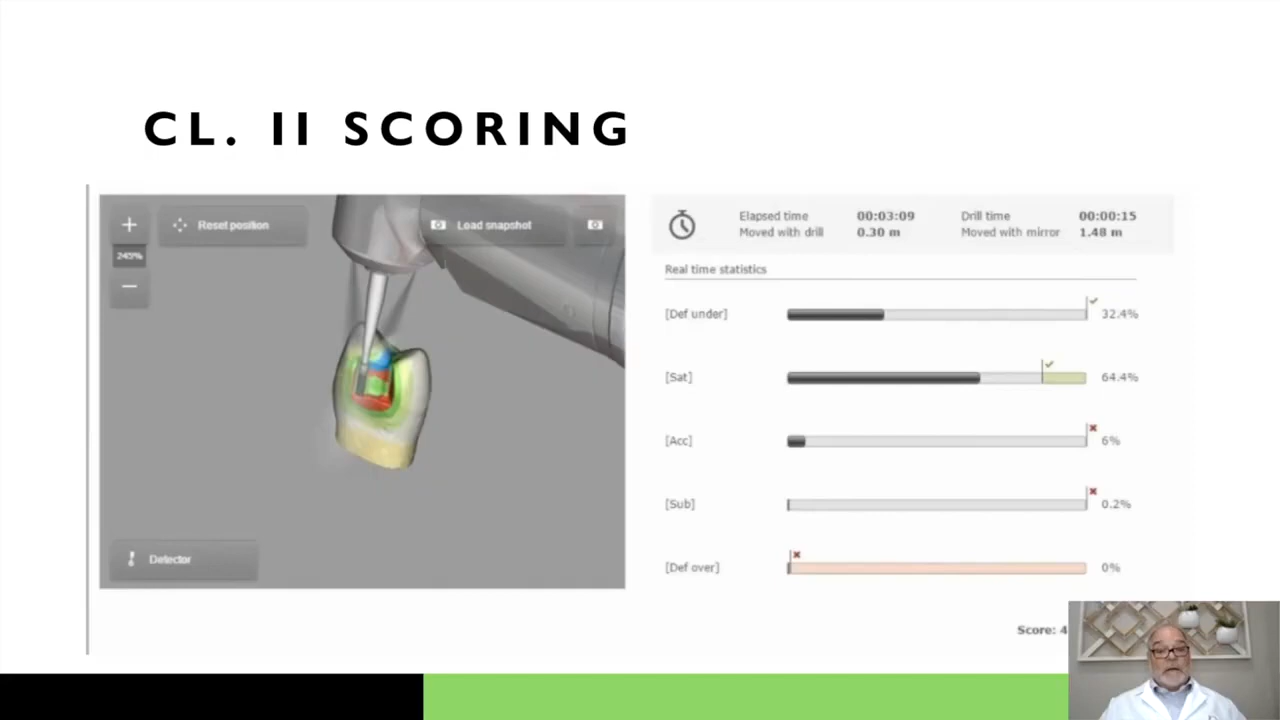 CL. II SCORING
+
Reset position
Load snapshot
245%
−
Detector
Elapsed time 00:03:09 Drill time 00:00:15
Moved with drill 0.30 m Moved with mirror 1.48 m
Real time statistics
[Def under] 32.4%
[Sat] 64.4%
[Acc] 6%
[Sub] 0.2%
[Def over] 0%
Score: 4